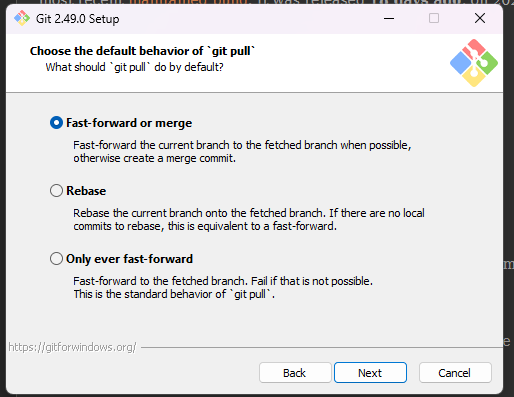 Git 2.49.0 Setup
Choose the default behavior of `git pull`
What should `git pull` do by default?
Fast-forward or merge
Fast-forward the current branch to the fetched branch when possible,
otherwise create a merge commit.
Rebase
Rebase the current branch onto the fetched branch. If there are no local
commits to rebase, this is equivalent to a fast-forward.
Only ever fast-forward
Fast-forward to the fetched branch. Fail if that is not possible.
This is the standard behavior of `git pull`.
https://gitforwindows.org/
Back
Next
Cancel